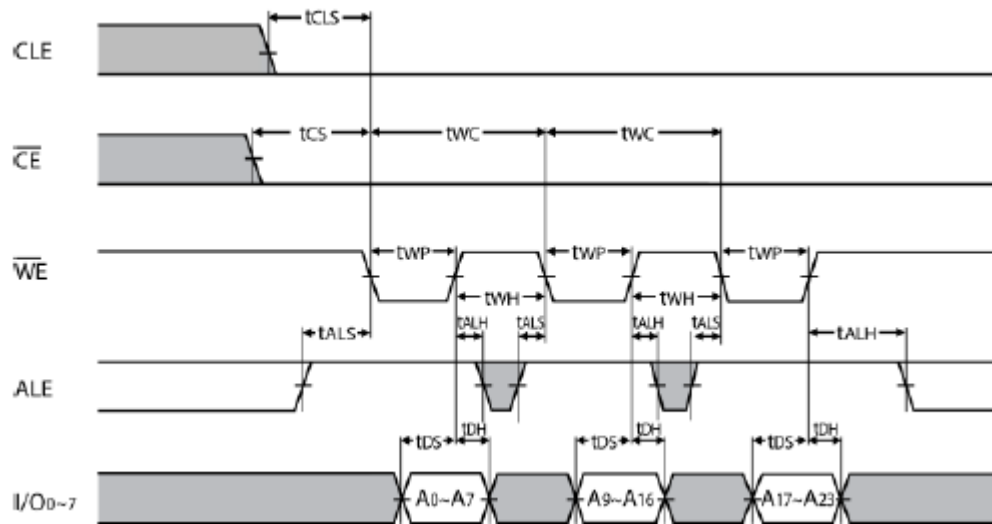 tCLS
CLE
tCS tWC tWC
CE
tWP tWP tWP
WE
tWH tWH
tALS tALH tALS tALH tALS tALH
ALE
tDS tDH tDS tDH tDS tDH
I/O0~7 A0~A7 A9~A16 A17~A23